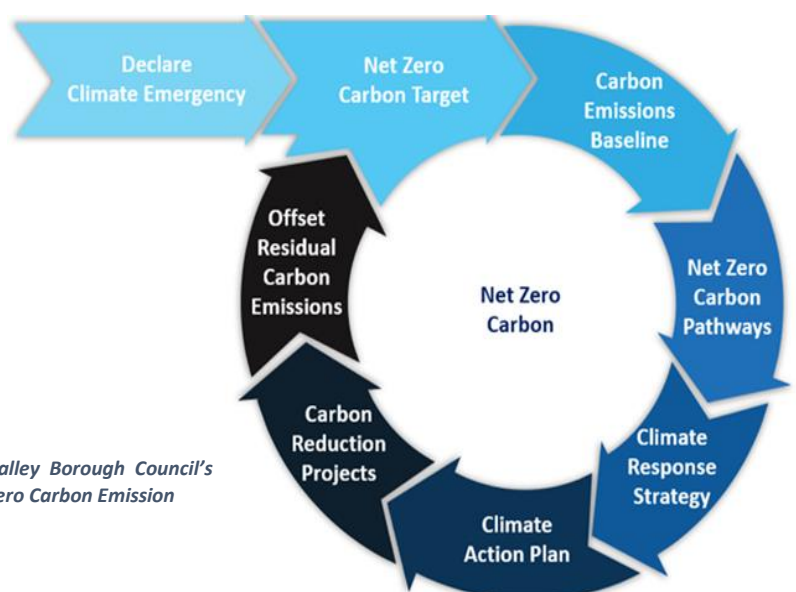 Declare
Climate Emergency
Net Zero
Carbon Target
Carbon
Emissions
Baseline
Net Zero
Carbon
Pathways
Climate
Response
Strategy
Climate
Action Plan
Carbon
Reduction
Projects
Offset
Residual
Carbon
Emissions
Net Zero
Carbon
Borough Council's
Carbon Emission